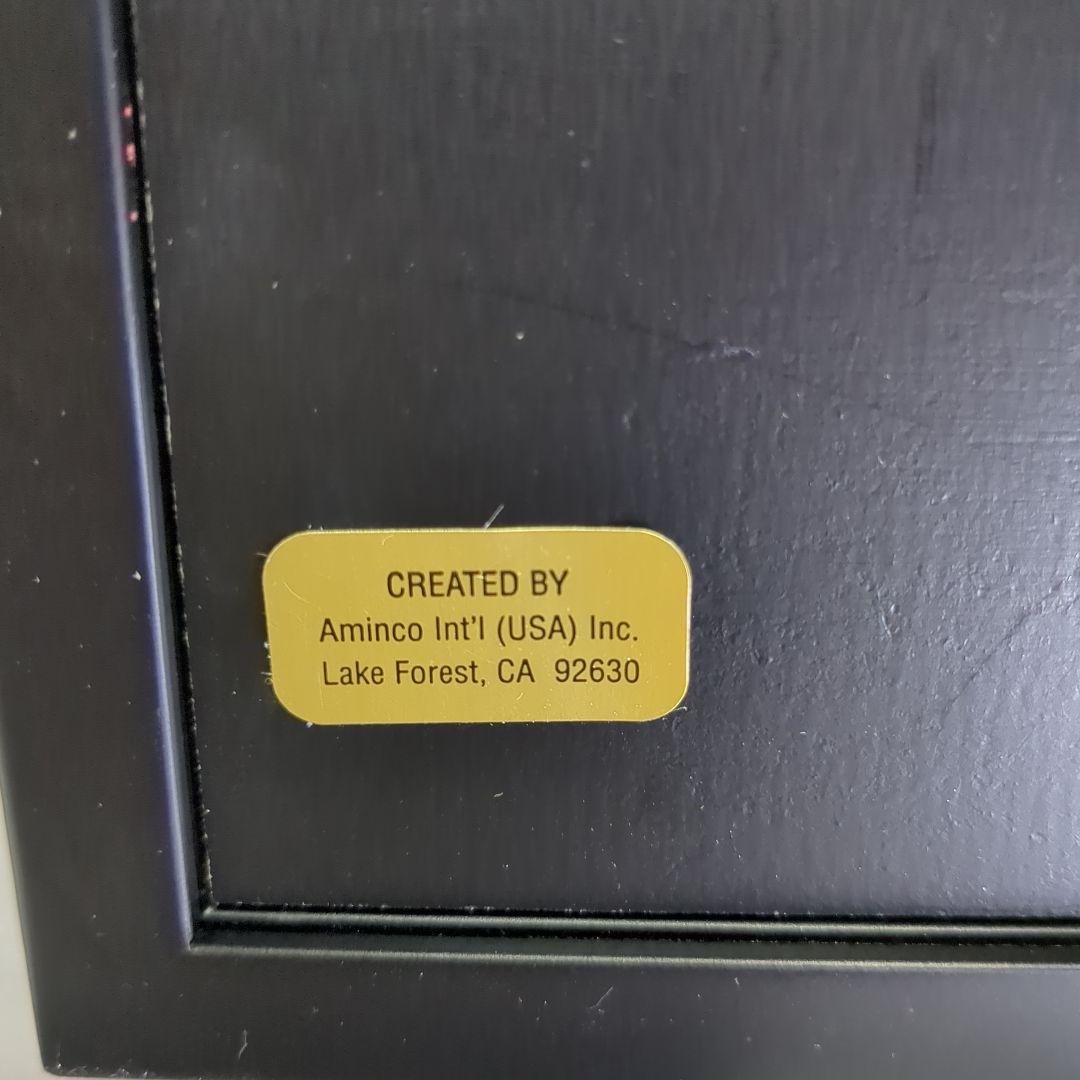 CREATED BY
Aminco Int'l (USA) Inc.
Lake Forest, CA 92630